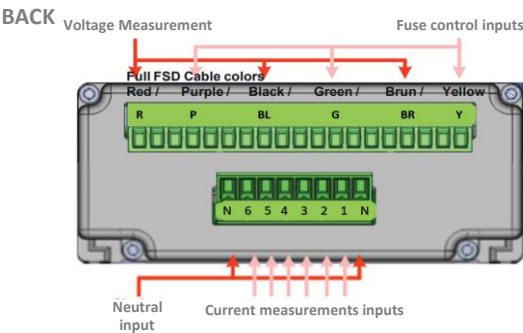 BACK
Voltage Measurement
Fuse control inputs
Full FSD Cable colors
Red / Purple / Black / Green / Brun / Yellow
R P BL G BR Y
N 6 5 4 3 2 1 N
Neutral
input
Current measurements inputs